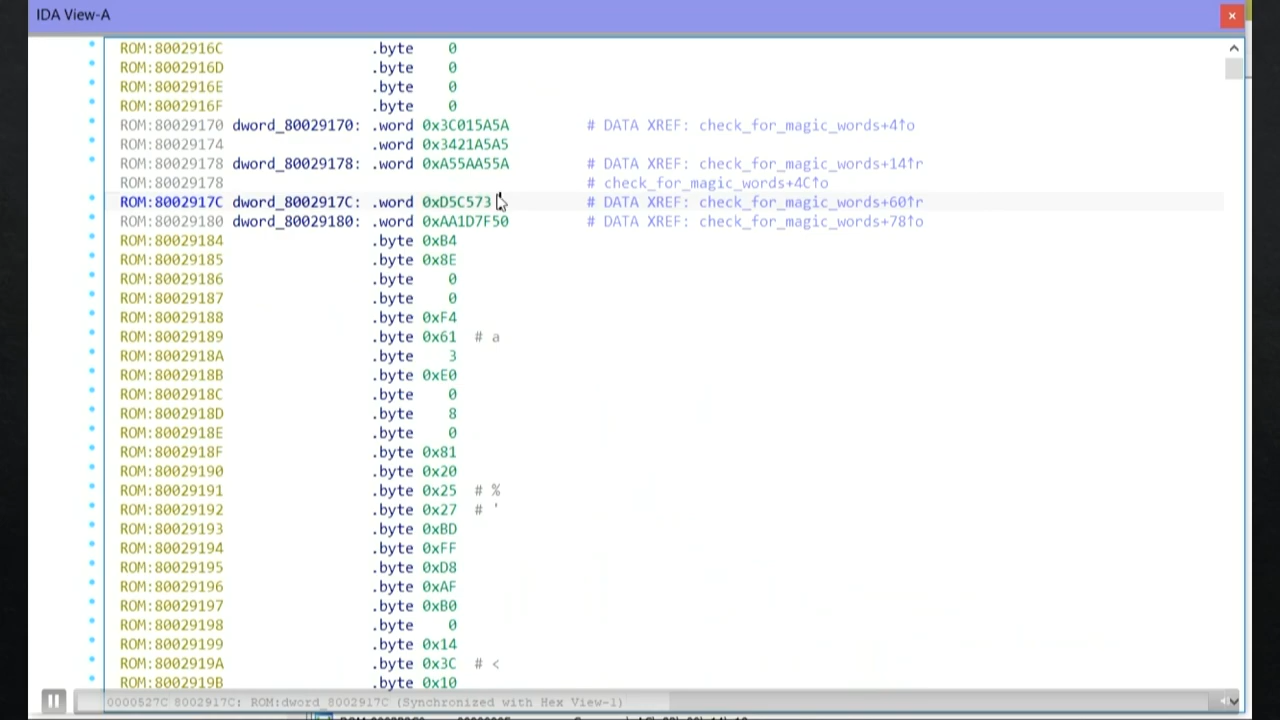 IDA View-A
ROM:8002916C .byte 0
ROM:8002916D .byte 0
ROM:8002916E .byte 0
ROM:8002916F .byte 0
ROM:80029170 dword_80029170: .word 0x3C015A5A # DATA XREF: check_for_magic_words+4↑o
ROM:80029174 .word 0x3421A5A5
ROM:80029178 dword_80029178: .word 0xA55AA55A # DATA XREF: check_for_magic_words+14↑r
ROM:80029178 # check_for_magic_words+4C↑o
ROM:8002917C dword_8002917C: .word 0xD5C573 # DATA XREF: check_for_magic_words+60↑r
ROM:80029180 dword_80029180: .word 0xAA1D7F50 # DATA XREF: check_for_magic_words+78↑o
ROM:80029184 .byte 0xB4
ROM:80029185 .byte 0x8E
ROM:80029186 .byte 0
ROM:80029187 .byte 0
ROM:80029188 .byte 0xF4
ROM:80029189 .byte 0x61 # a
ROM:8002918A .byte 3
ROM:8002918B .byte 0xE0
ROM:8002918C .byte 0
ROM:8002918D .byte 8
ROM:8002918E .byte 0
ROM:8002918F .byte 0x81
ROM:80029190 .byte 0x20
ROM:80029191 .byte 0x25 # %
ROM:80029192 .byte 0x27 # '
ROM:80029193 .byte 0xBD
ROM:80029194 .byte 0xFF
ROM:80029195 .byte 0xD8
ROM:80029196 .byte 0xAF
ROM:80029197 .byte 0xB0
ROM:80029198 .byte 0
ROM:80029199 .byte 0x14
ROM:8002919A .byte 0x3C # <
ROM:8002919B .byte 0x10
0000527C 8002917C: ROM:dword_8002917C (Synchronized with Hex View-1)